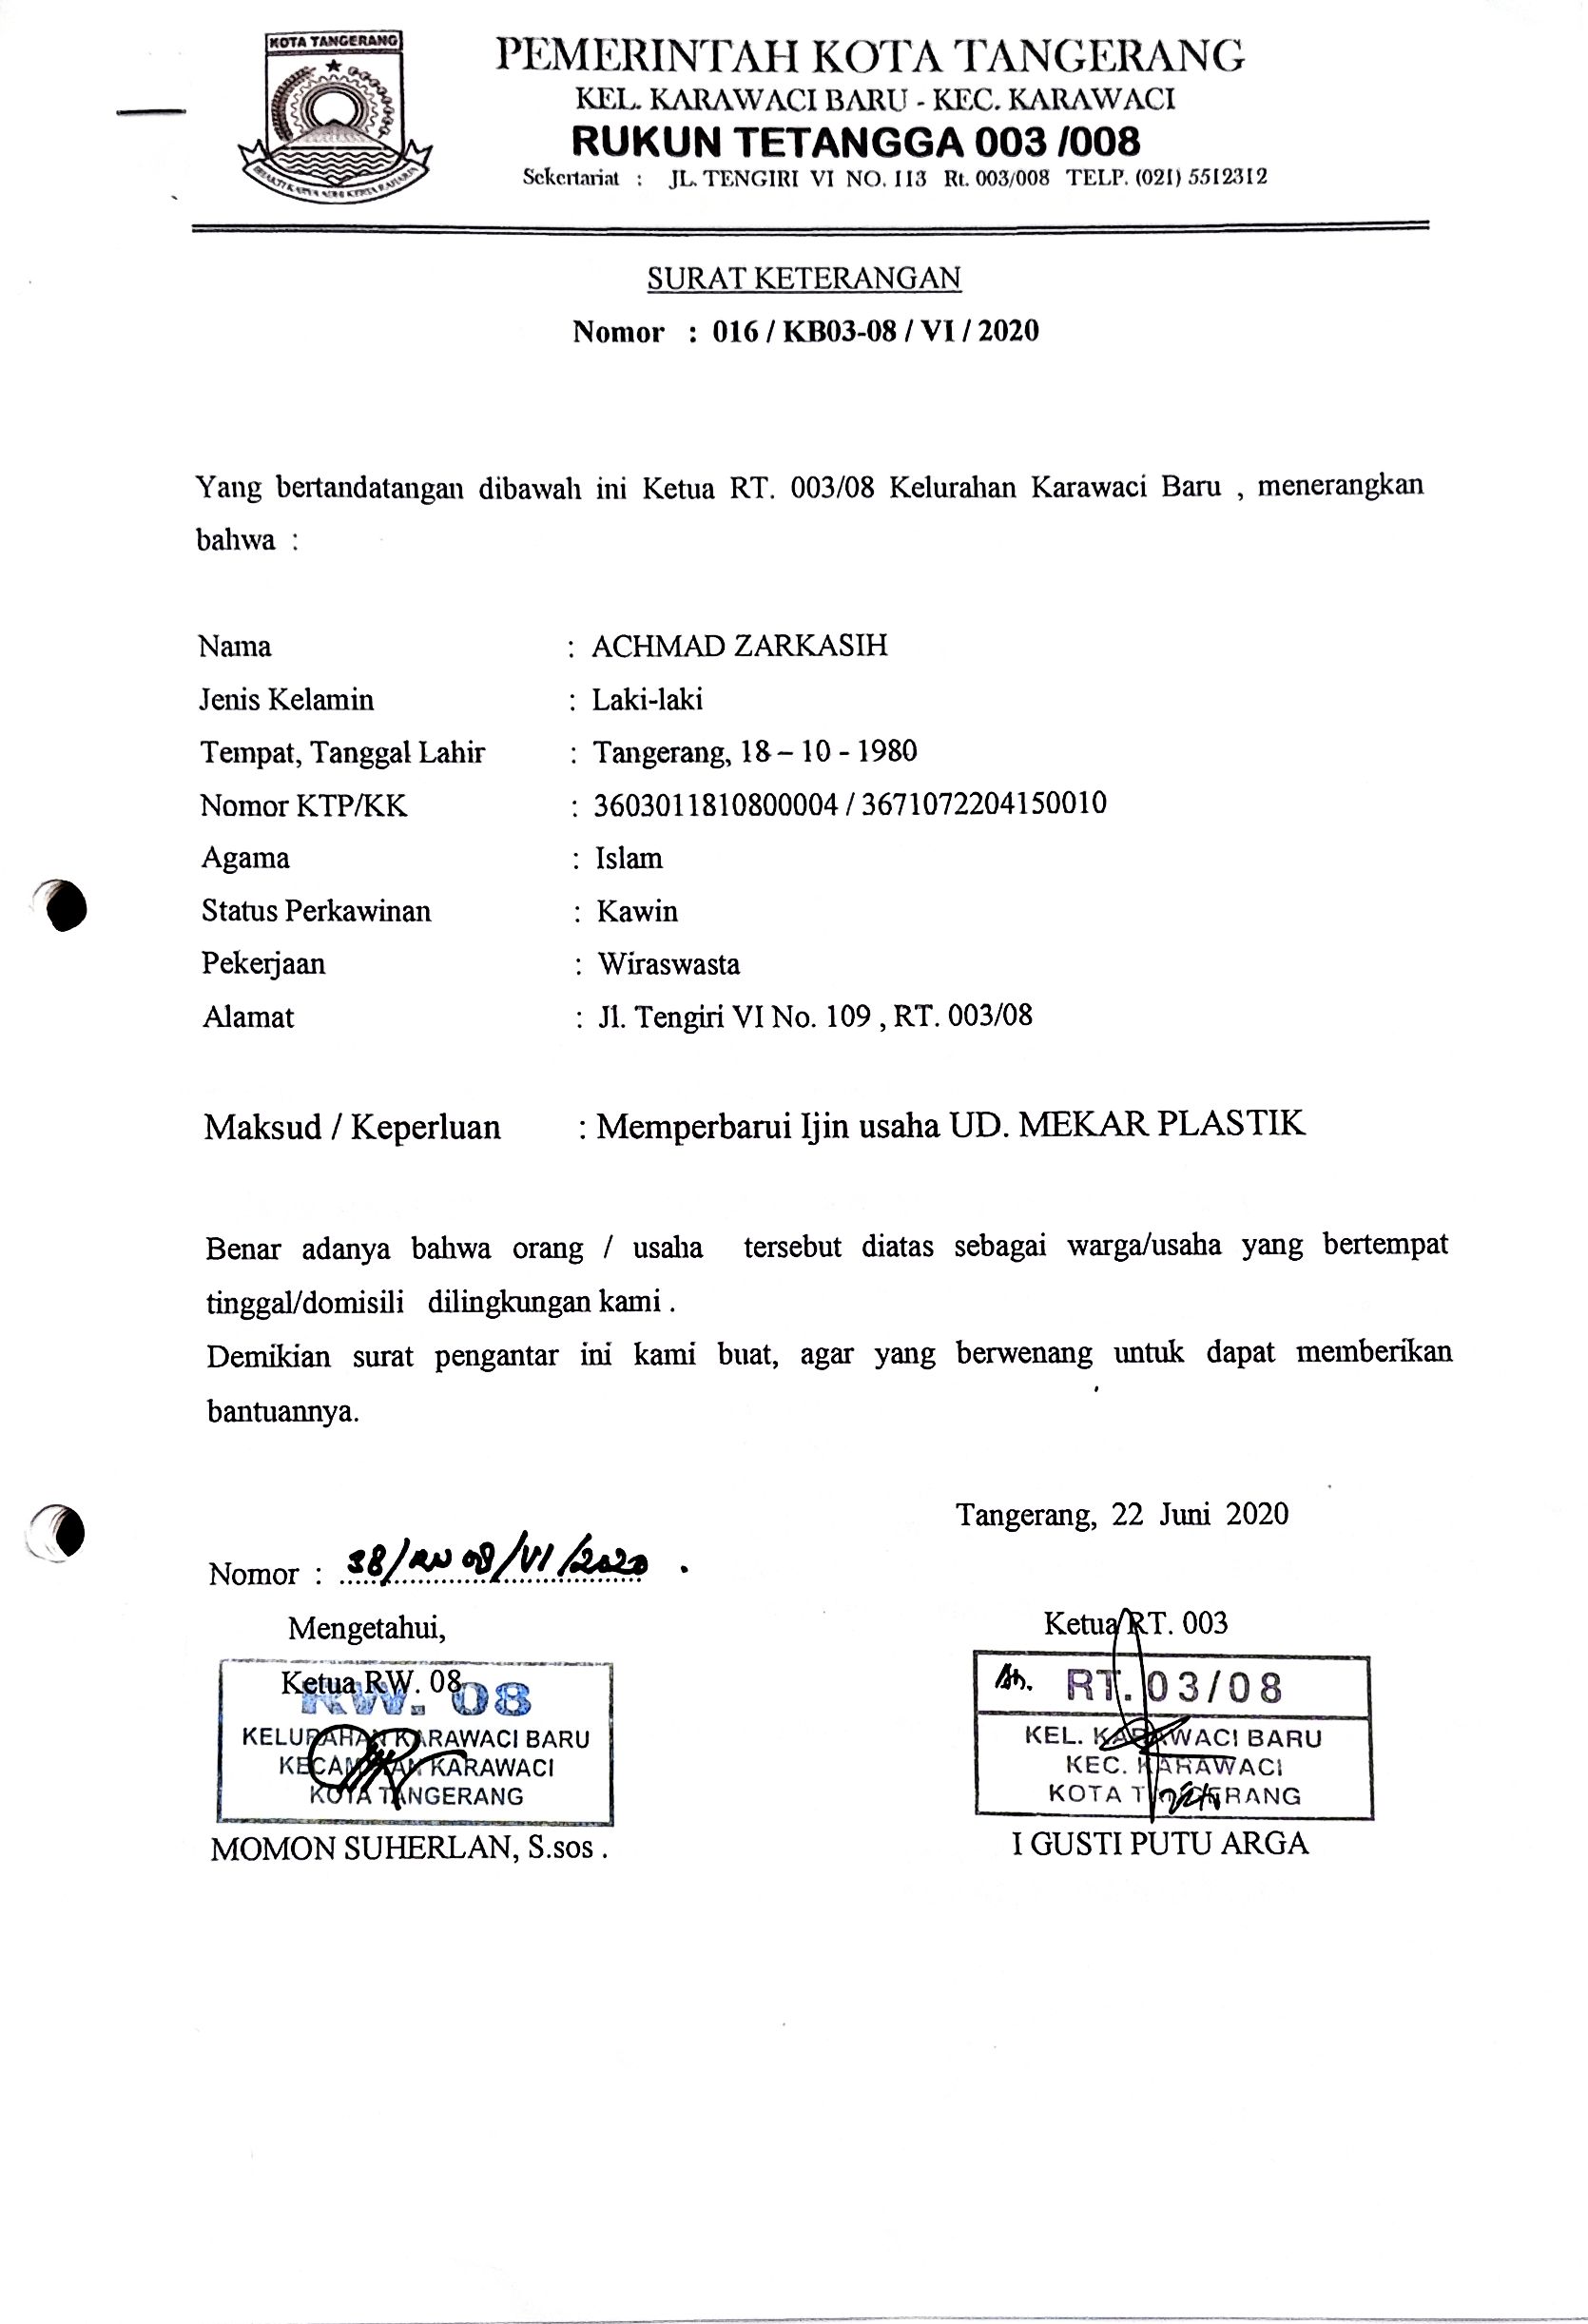 KOTA TANGERANG
PEMERINTAH KOTA TANGERANG
KEL. KARAWACI BARU - KEC. KARAWACI
RUKUN TETANGGA 003 /008
Sekertariat : JL. TENGIRI VI NO. 113 Rt. 003/008 TELP. (021) 5512312
SURAT KETERANGAN
Nomor : 016 / KB03-08 / VI / 2020
Yang bertandatangan dibawah ini Ketua RT. 003/08 Kelurahan Karawaci Baru , menerangkan
bahwa :
Nama : ACHMAD ZARKASIH
Jenis Kelamin : Laki-laki
Tempat, Tanggal Lahir : Tangerang, 18 – 10 - 1980
Nomor KTP/KK : 3603011810800004 / 3671072204150010
Agama : Islam
Status Perkawinan : Kawin
Pekerjaan : Wiraswasta
Alamat : Jl. Tengiri VI No. 109 , RT. 003/08
Maksud / Keperluan : Memperbarui Ijin usaha UD. MEKAR PLASTIK
Benar adanya bahwa orang / usaha tersebut diatas sebagai warga/usaha yang bertempat
tinggal/domisili dilingkungan kami .
Demikian surat pengantar ini kami buat, agar yang berwenang untuk dapat memberikan
bantuannya.
Tangerang, 22 Juni 2020
Nomor : 38/RW 08/VI/2020 .
Mengetahui,
Ketua RW. 08
RW. 08
KELURAHAN KARAWACI BARU
KECAMATAN KARAWACI
KOTA TANGERANG
MOMON SUHERLAN, S.sos .
Ketua RT. 003
An. RT. 03/08
KEL. KARAWACI BARU
KEC. KARAWACI
KOTA TANGERANG
I GUSTI PUTU ARGA